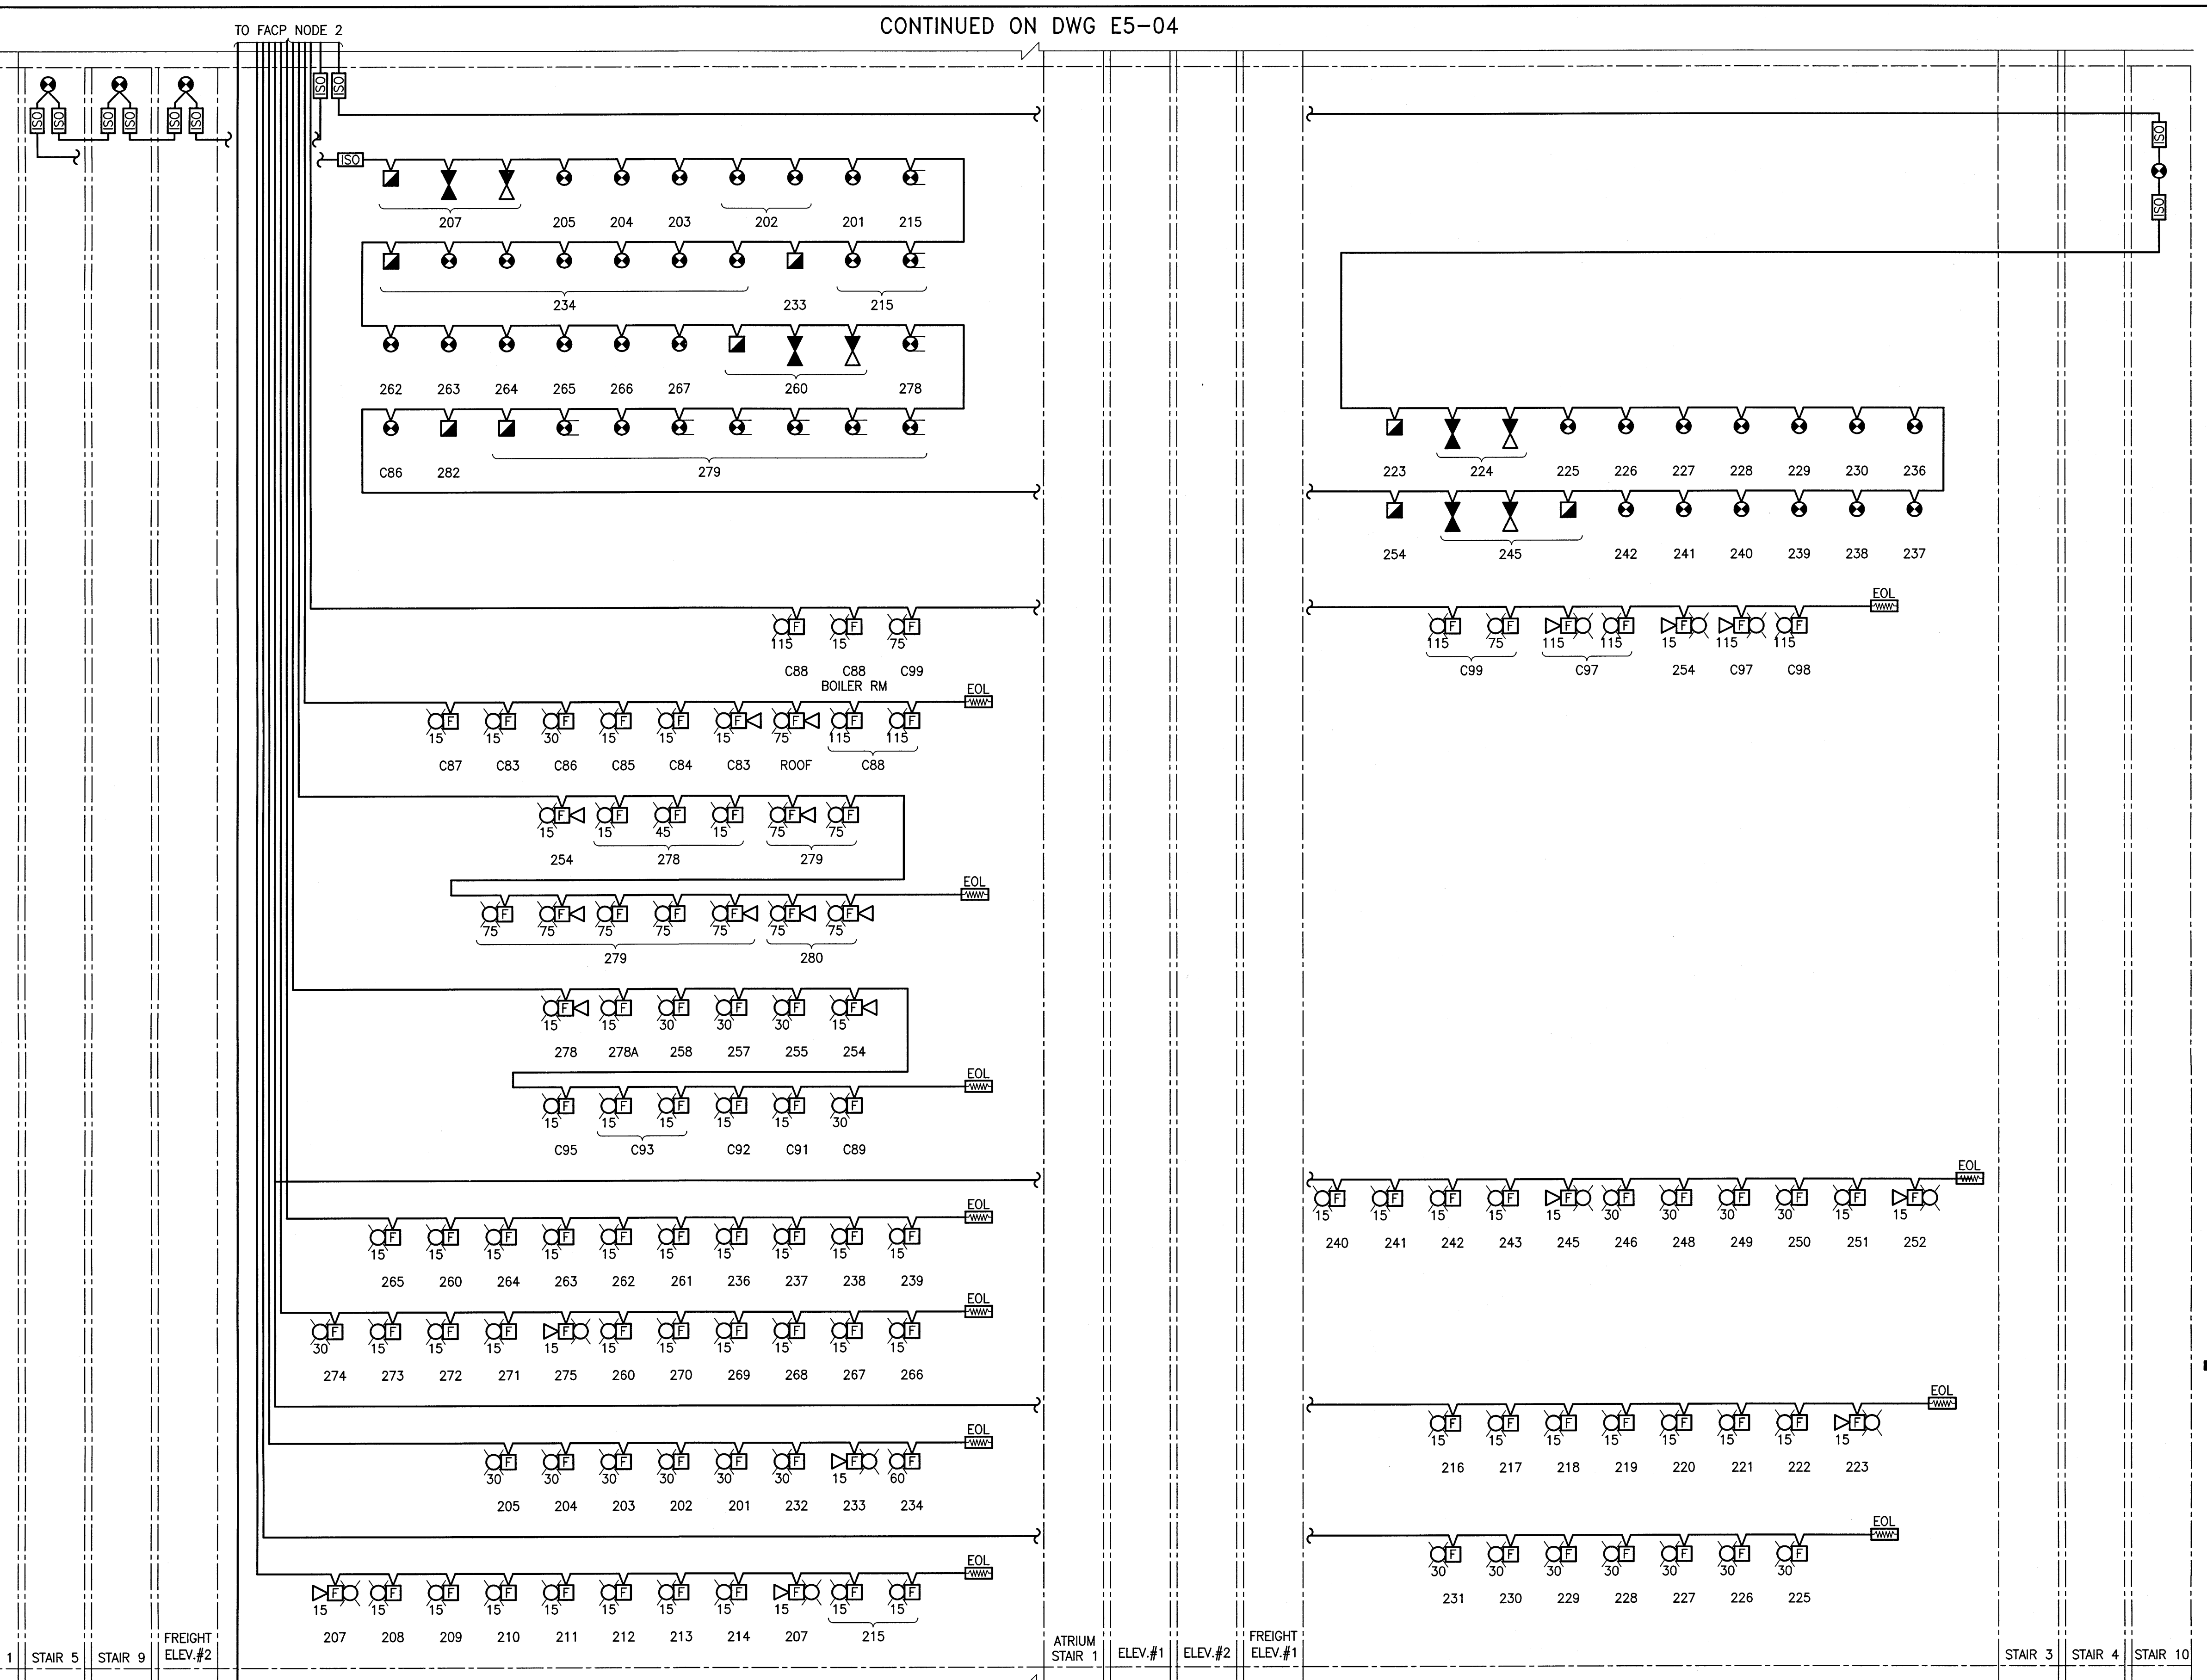 CONTINUED ON DWG E5-04
TO FACP NODE 2
ISO ISO
ISO ISO ISO ISO ISO ISO
ISO
ISO
ISO
207 205 204 203 202 201 215
234 233 215
262 263 264 265 266 267 260 278
C86 282 279
223 224 225 226 227 228 229 230 236
254 245 242 241 240 239 238 237
EOL
F F F
115 15 75
C88 C88 C99
BOILER RM
F F F F F F F
115 75 115 115 15 115 115
C99 C97 254 C97 C98
EOL
F F F F F F F F F
15 15 30 15 15 15 75 115 115
C87 C83 C86 C85 C84 C83 ROOF C88
F F F F F F
15 15 45 15 75 75
254 278 279
EOL
F F F F F F F
75 75 75 75 75 75 75
279 280
F F F F F F
15 15 30 30 30 15
278 278A 258 257 255 254
EOL
F F F F F F
15 15 15 15 15 30
C95 C93 C92 C91 C89
EOL
F F F F F F F F F F F
15 15 15 15 15 30 30 30 30 15 15
240 241 242 243 245 246 248 249 250 251 252
EOL
F F F F F F F F F F
15 15 15 15 15 15 15 15 15 15
265 260 264 263 262 261 236 237 238 239
EOL
F F F F F F F F F F F
30 15 15 15 15 15 15 15 15 15 15
274 273 272 271 275 260 270 269 268 267 266
EOL
F F F F F F F F
15 15 15 15 15 15 15 15
216 217 218 219 220 221 222 223
EOL
F F F F F F F F
30 30 30 30 30 30 15 60
205 204 203 202 201 232 233 234
EOL
F F F F F F F
30 30 30 30 30 30 30
231 230 229 228 227 226 225
EOL
F F F F F F F F F F F
15 15 15 15 15 15 15 15 15 15 15
207 208 209 210 211 212 213 214 207 215
1 STAIR 5 STAIR 9
FREIGHT
ELEV.#2
ATRIUM
STAIR 1
ELEV.#1 ELEV.#2
FREIGHT
ELEV.#1
STAIR 3 STAIR 4 STAIR 10